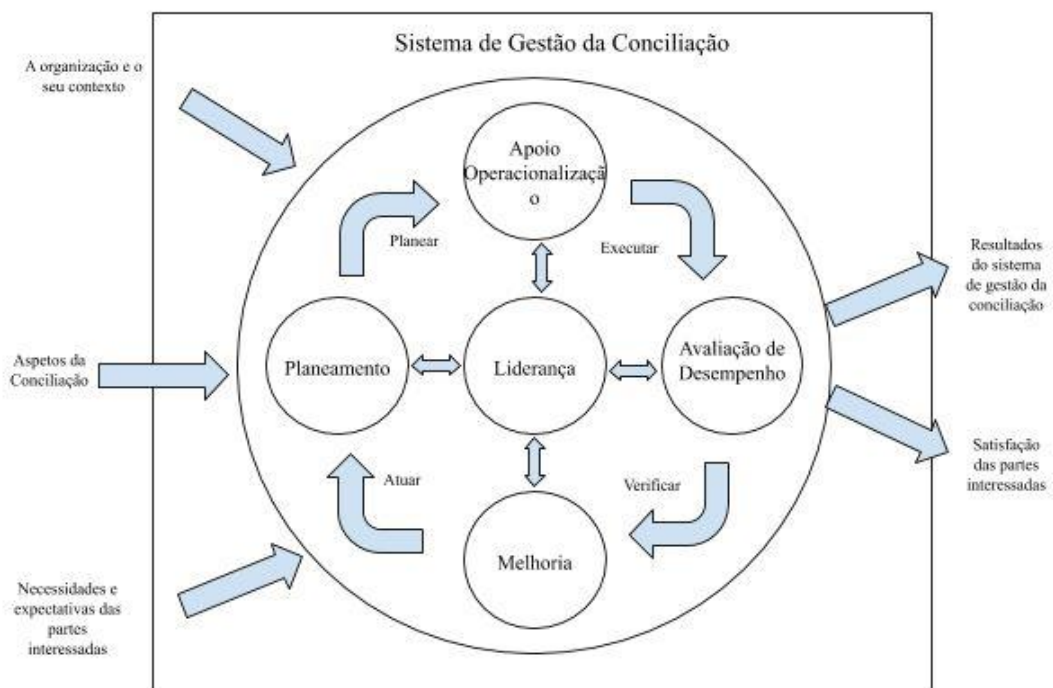 Sistema de Gestão da Conciliação
A organização e o
seu contexto
Apoio
Operacionalizaçã
o
Planear
Executar
Resultados
do sistema
de gestão da
conciliação
Aspetos da
Conciliação
Planeamento
Liderança
Avaliação de
Desempenho
Atuar
Verificar
Satisfação
das partes
interessadas
Melhoria
Necessidades e
expectativas das
partes
interessadas